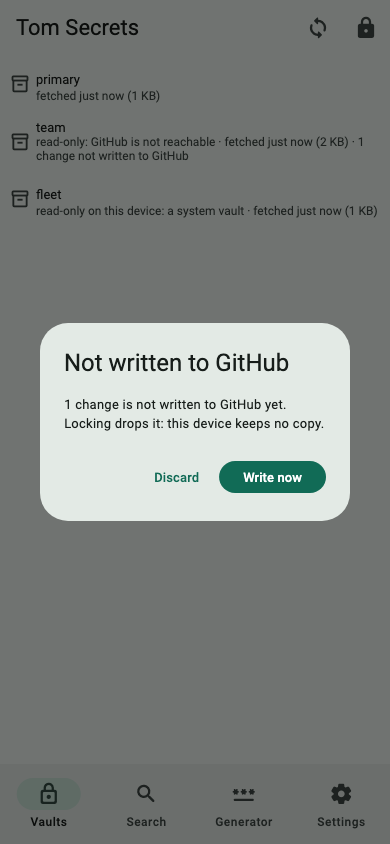 Tom Secrets
primary
fetched just now (1 KB)
team
read-only: GitHub is not reachable · fetched just now (2 KB) · 1
change not written to GitHub
fleet
read-only on this device: a system vault · fetched just now (1 KB)
Not written to GitHub
1 change is not written to GitHub yet.
Locking drops it: this device keeps no copy.
Discard
Write now
Vaults
Search
Generator
Settings